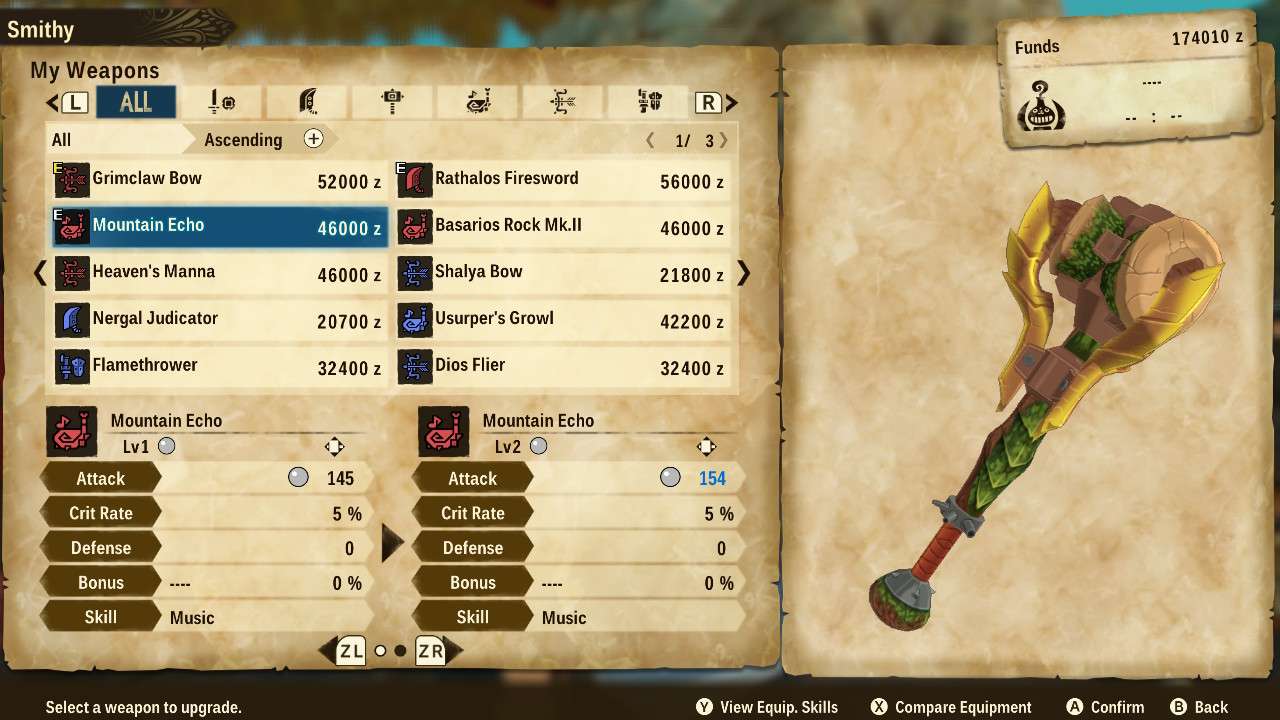 Smithy
Funds 174010 z
----
-- : --
My Weapons
L ALL R
All Ascending + 1/ 3
E Grimclaw Bow 52000 z
E Rathalos Firesword 56000 z
E Mountain Echo 46000 z
Basarios Rock Mk.II 46000 z
Heaven's Manna 46000 z
Shalya Bow 21800 z
Nergal Judicator 20700 z
Usurper's Growl 42200 z
Flamethrower 32400 z
Dios Flier 32400 z
Mountain Echo
Lv1
Attack 145
Crit Rate 5 %
Defense 0
Bonus ---- 0 %
Skill Music
Mountain Echo
Lv2
Attack 154
Crit Rate 5 %
Defense 0
Bonus ---- 0 %
Skill Music
ZL ZR
Select a weapon to upgrade.
Y View Equip. Skills X Compare Equipment A Confirm B Back